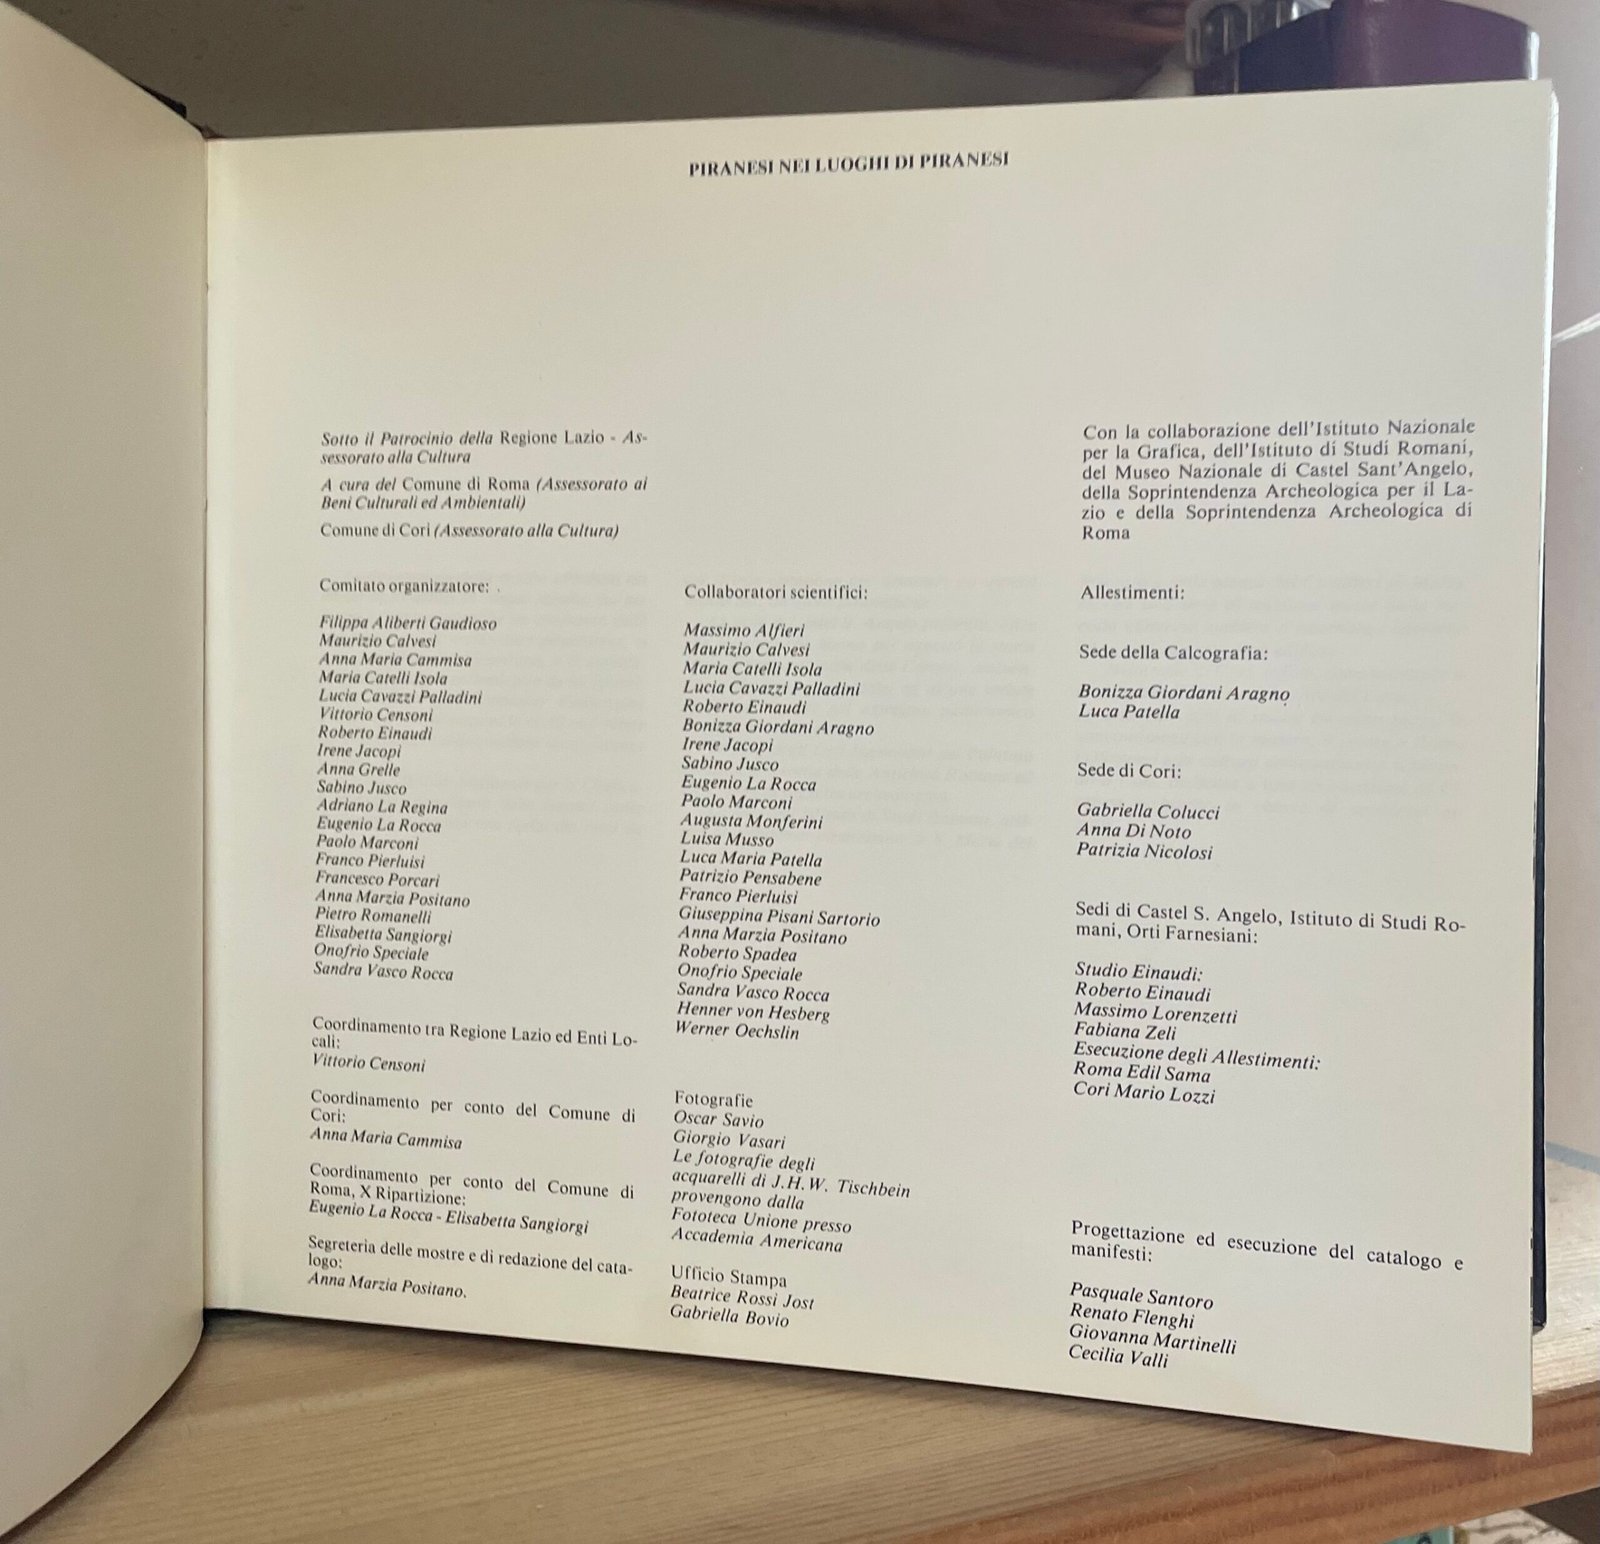 PIRANESI NEI LUOGHI DI PIRANESI
Sotto il Patrocinio della Regione Lazio - As-
sessorato alla Cultura
A cura del Comune di Roma (Assessorato ai
Beni Culturali ed Ambientali)
Comune di Cori (Assessorato alla Cultura)
Comitato organizzatore:
Filippa Aliberti Gaudioso
Maurizio Calvesi
Anna Maria Cammisa
Maria Catelli Isola
Lucia Cavazzi Palladini
Vittorio Censoni
Roberto Einaudi
Irene Jacopi
Anna Grelle
Sabino Jusco
Adriano La Regina
Eugenio La Rocca
Paolo Marconi
Franco Pierluisi
Francesco Porcari
Anna Marzia Positano
Pietro Romanelli
Elisabetta Sangiorgi
Onofrio Speciale
Sandra Vasco Rocca
Coordinamento tra Regione Lazio ed Enti Lo-
cali:
Vittorio Censoni
Coordinamento per conto del Comune di
Cori:
Anna Maria Cammisa
Coordinamento per conto del Comune di
Roma, X Ripartizione:
Eugenio La Rocca - Elisabetta Sangiorgi
Segreteria delle mostre e di redazione del cata-
logo:
Anna Marzia Positano.
Collaboratori scientifici:
Massimo Alfieri
Maurizio Calvesi
Maria Catelli Isola
Lucia Cavazzi Palladini
Roberto Einaudi
Bonizza Giordani Aragno
Irene Jacopi
Sabino Jusco
Eugenio La Rocca
Paolo Marconi
Augusta Monferini
Luisa Musso
Luca Maria Patella
Patrizio Pensabene
Franco Pierluisi
Giuseppina Pisani Sartorio
Anna Marzia Positano
Roberto Spadea
Onofrio Speciale
Sandra Vasco Rocca
Henner von Hesberg
Werner Oechslin
Fotografie
Oscar Savio
Giorgio Vasari
Le fotografie degli
acquarelli di J.H.W. Tischbein
provengono dalla
Fototeca Unione presso
Accademia Americana
Ufficio Stampa
Beatrice Rossi Jost
Gabriella Bovio
Con la collaborazione dell'Istituto Nazionale
per la Grafica, dell'Istituto di Studi Romani,
del Museo Nazionale di Castel Sant'Angelo,
della Soprintendenza Archeologica per il La-
zio e della Soprintendenza Archeologica di
Roma
Allestimenti:
Sede della Calcografia:
Bonizza Giordani Aragno
Luca Patella
Sede di Cori:
Gabriella Colucci
Anna Di Noto
Patrizia Nicolosi
Sedi di Castel S. Angelo, Istituto di Studi Ro-
mani, Orti Farnesiani:
Studio Einaudi:
Roberto Einaudi
Massimo Lorenzetti
Fabiana Zeli
Esecuzione degli Allestimenti:
Roma Edil Sama
Cori Mario Lozzi
Progettazione ed esecuzione del catalogo e
manifesti:
Pasquale Santoro
Renato Flenghi
Giovanna Martinelli
Cecilia Valli